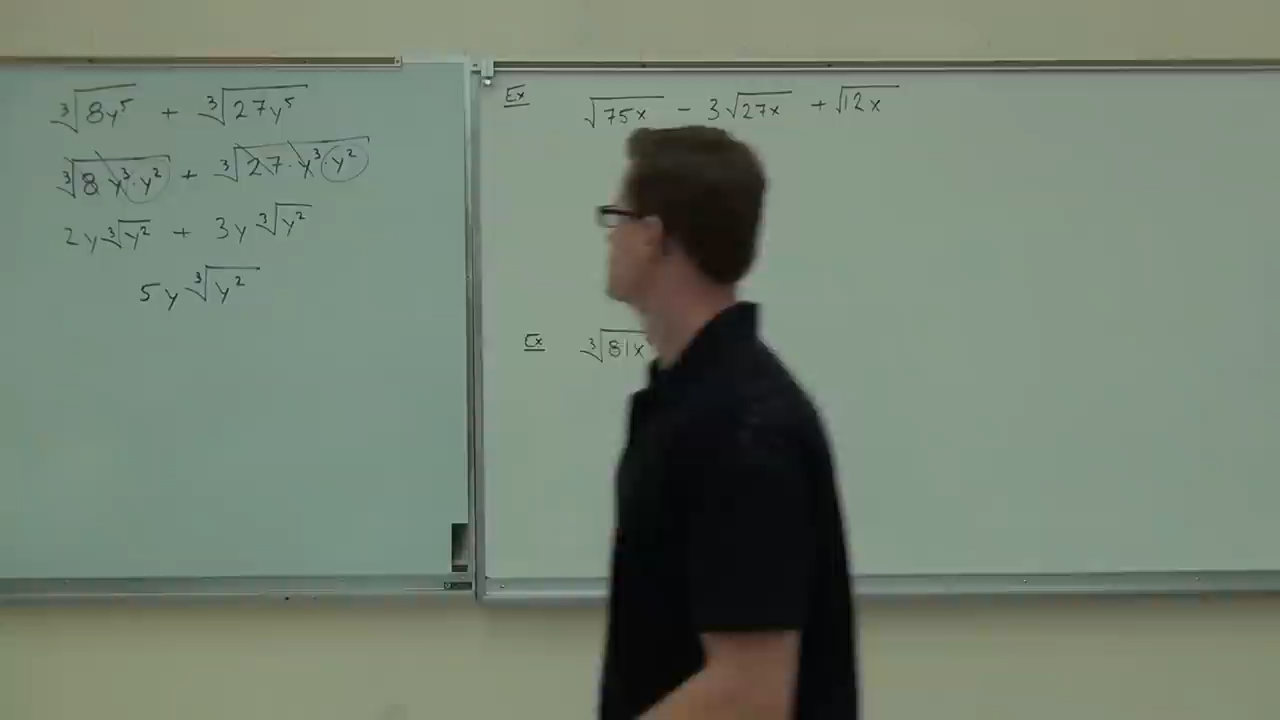 ∛8y⁵ + ∛27y⁵
∛8 y³·y² + ∛27·y³·y²
2y∛y² + 3y∛y²
5y∛y²
Ex √75x - 3√27x + √12x
Ex ∛81x